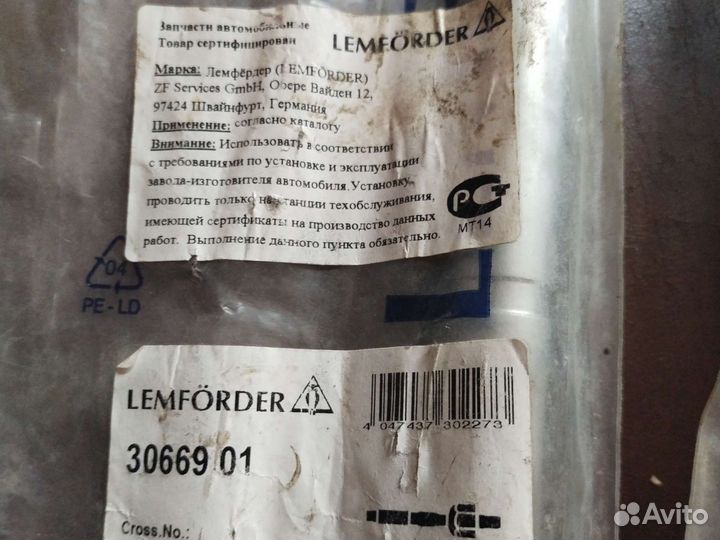 Запчасти автомобильные
Товар сертифицирован
LEMFÖRDER
Марка: Лемфёрдер (LEMFÖRDER)
ZF Services GmbH, Обере Вайден 12,
97424 Швайнфурт, Германия
Применение: согласно каталогу
Внимание: Использовать в соответствии
с требованиями по установке и эксплуатации
завода-изготовителя автомобиля. Установку
проводить только на станции техобслуживания,
имеющей сертификаты на производство данных
работ. Выполнение данного пункта обязательно.
МТ14
04
PE-LD
LEMFÖRDER
4 047437 302273
30669 01
Cross.No.:
Avito